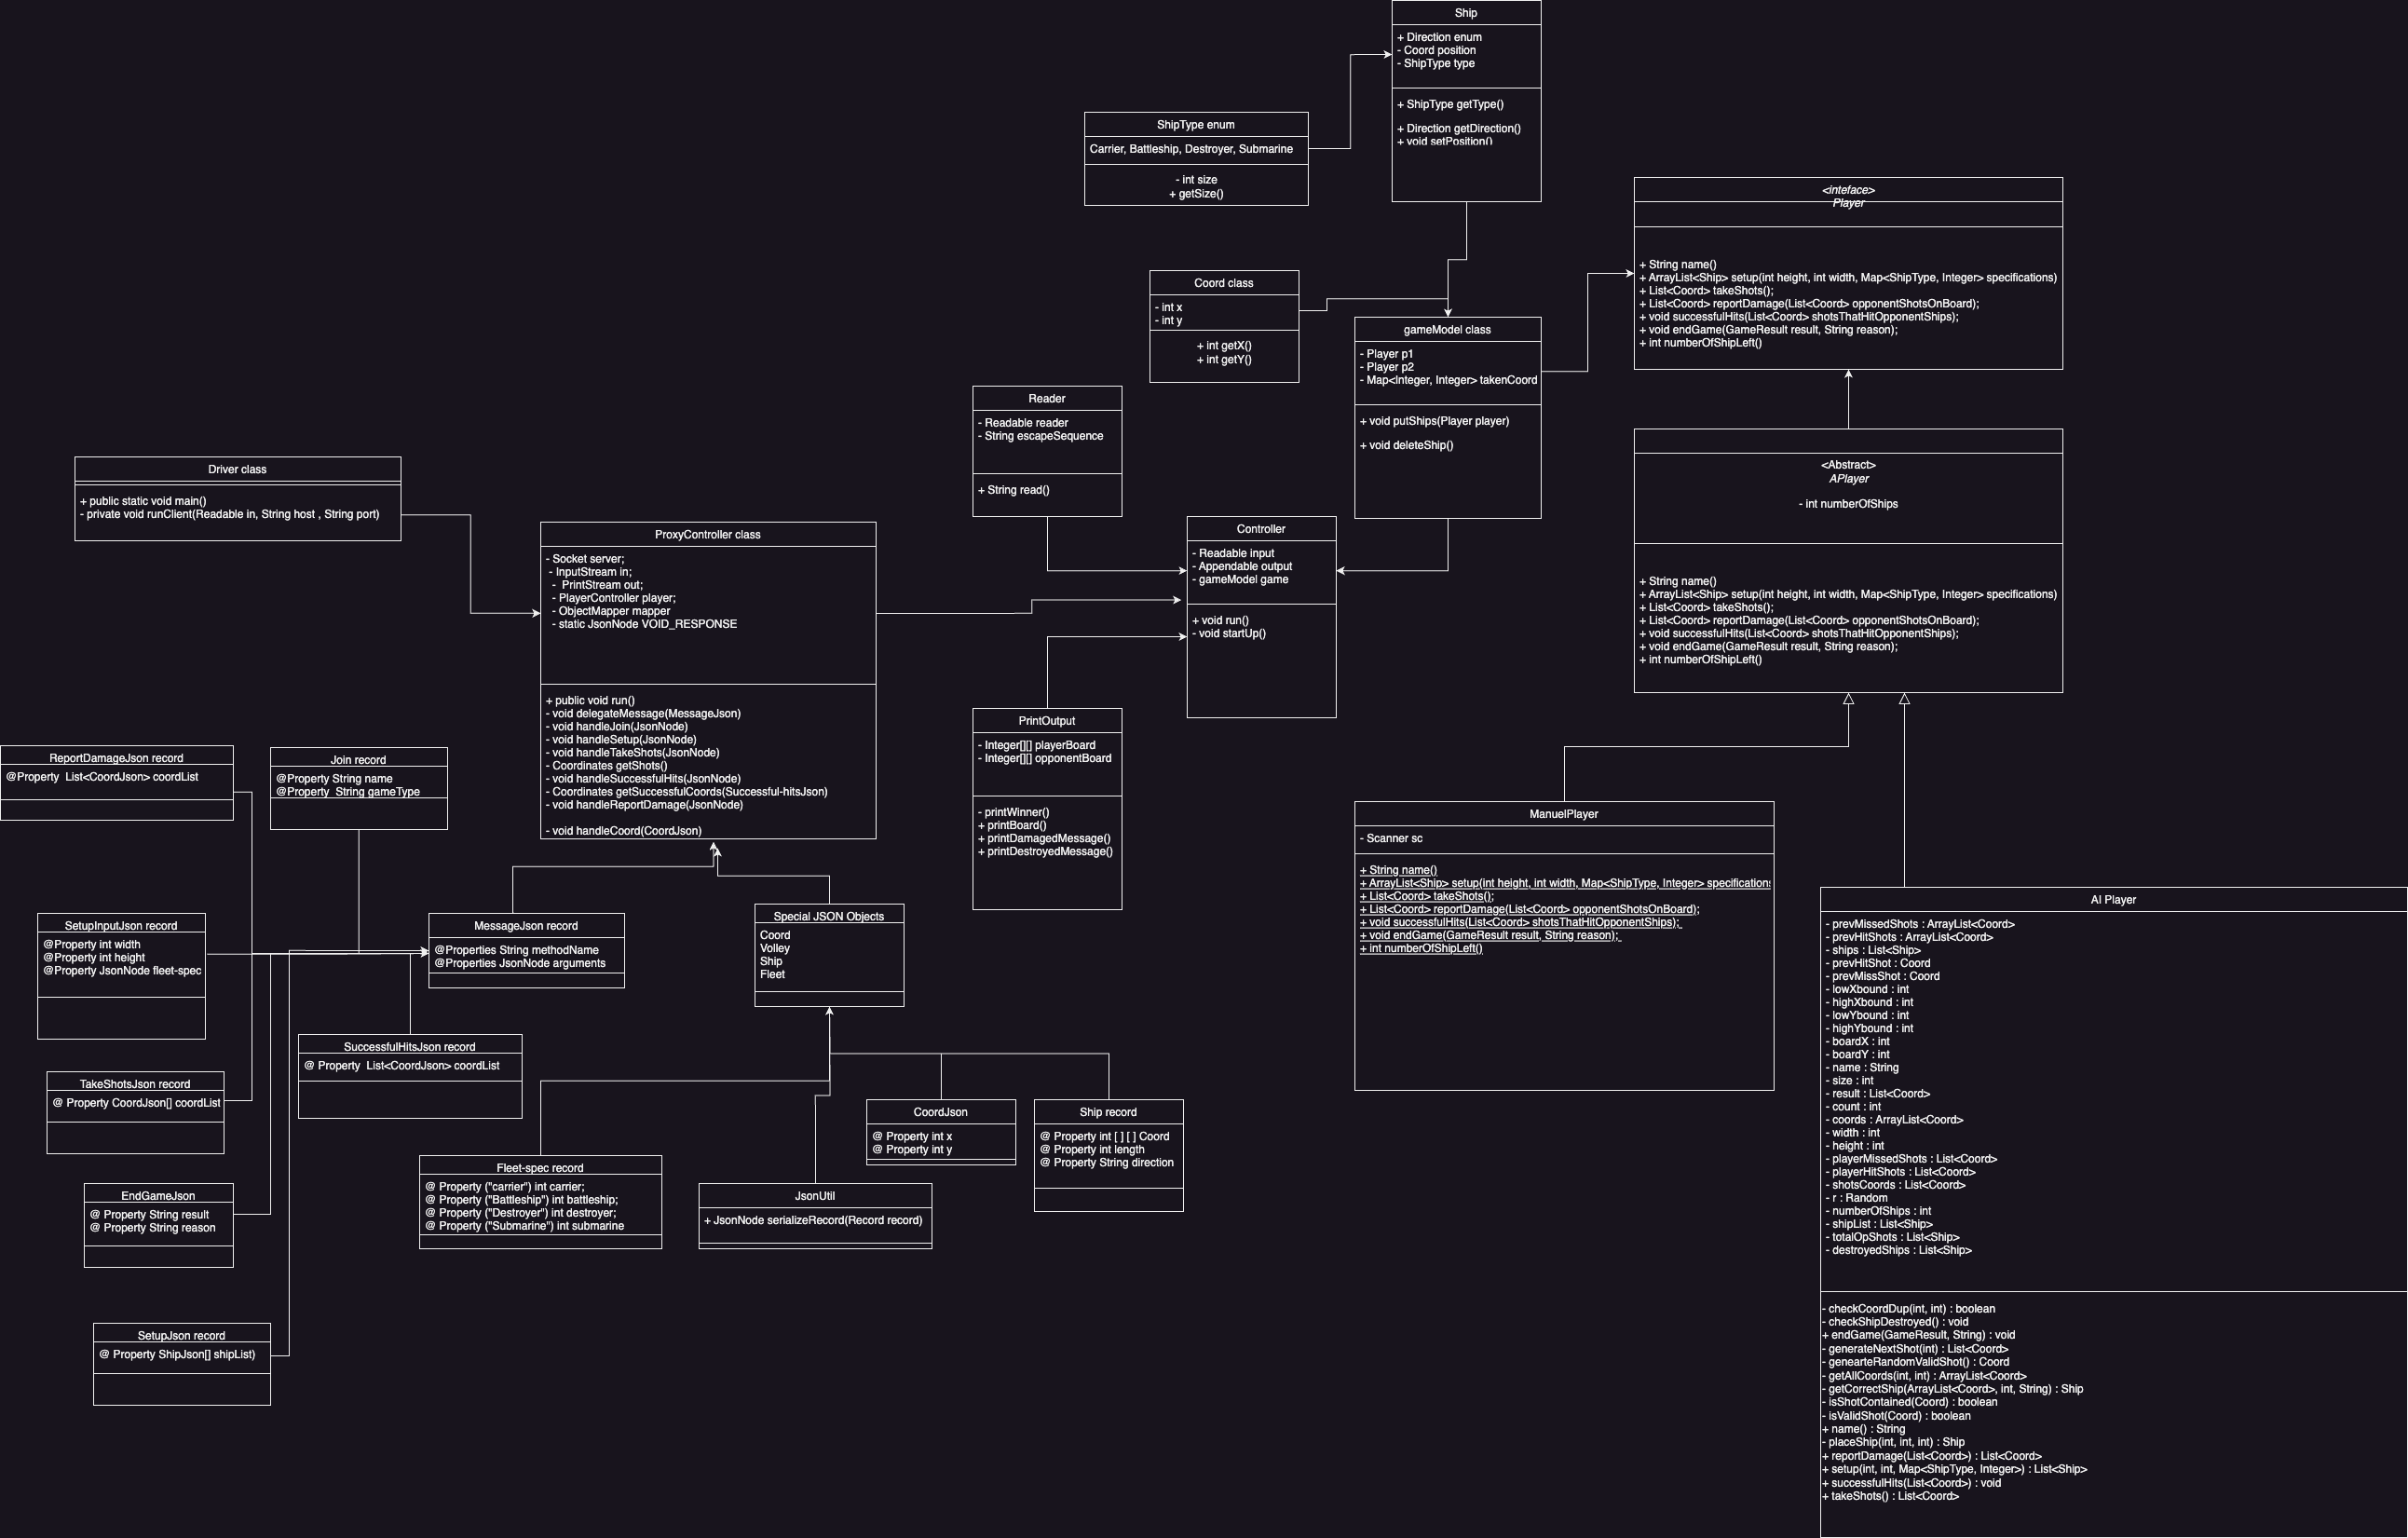 Ship
+ Direction enum
- Coord position
- ShipType type
+ ShipType getType()
+ Direction getDirection()
+ void setPosition()
ShipType enum
Carrier, Battleship, Destroyer, Submarine
- int size
+ getSize()
<inteface>
Player
+ String name()
+ ArrayList<Ship> setup(int height, int width, Map<ShipType, Integer> specifications)
+ List<Coord> takeShots();
+ List<Coord> reportDamage(List<Coord> opponentShotsOnBoard);
+ void successfulHits(List<Coord> shotsThatHitOpponentShips);
+ void endGame(GameResult result, String reason);
+ int numberOfShipLeft()
Coord class
- int x
- int y
+ int getX()
+ int getY()
gameModel class
- Player p1
- Player p2
- Map<Integer, Integer> takenCoord
+ void putShips(Player player)
+ void deleteShip()
Reader
- Readable reader
- String escapeSequence
+ String read()
<Abstract>
APlayer
- int numberOfShips
+ String name()
+ ArrayList<Ship> setup(int height, int width, Map<ShipType, Integer> specifications)
+ List<Coord> takeShots();
+ List<Coord> reportDamage(List<Coord> opponentShotsOnBoard);
+ void successfulHits(List<Coord> shotsThatHitOpponentShips);
+ void endGame(GameResult result, String reason);
+ int numberOfShipLeft()
Driver class
+ public static void main()
- private void runClient(Readable in, String host , String port)
ProxyController class
- Socket server;
- InputStream in;
- PrintStream out;
- PlayerController player;
- ObjectMapper mapper
- static JsonNode VOID_RESPONSE
+ public void run()
- void delegateMessage(MessageJson)
- void handleJoin(JsonNode)
- void handleSetup(JsonNode)
- void handleTakeShots(JsonNode)
- Coordinates getShots()
- void handleSuccessfulHits(JsonNode)
- Coordinates getSuccessfulCoords(Successful-hitsJson)
- void handleReportDamage(JsonNode)
- void handleCoord(CoordJson)
Controller
- Readable input
- Appendable output
- gameModel game
+ void run()
- void startUp()
PrintOutput
- Integer[][] playerBoard
- Integer[][] opponentBoard
- printWinner()
+ printBoard()
+ printDamagedMessage()
+ printDestroyedMessage()
ReportDamageJson record
@Property List<CoordJson> coordList
Join record
@Property String name
@Property String gameType
ManuelPlayer
- Scanner sc
+ String name()
+ ArrayList<Ship> setup(int height, int width, Map<ShipType, Integer> specification
+ List<Coord> takeShots();
+ List<Coord> reportDamage(List<Coord> opponentShotsOnBoard);
+ void successfulHits(List<Coord> shotsThatHitOpponentShips);
+ void endGame(GameResult result, String reason);
+ int numberOfShipLeft()
SetupInputJson record
@Property int width
@Property int height
@Property JsonNode fleet-spec
MessageJson record
@Properties String methodName
@Properties JsonNode arguments
Special JSON Objects
Coord
Volley
Ship
Fleet
SuccessfulHitsJson record
@ Property List<CoordJson> coordList
TakeShotsJson record
@ Property CoordJson[] coordList
CoordJson
@ Property int x
@ Property int y
Ship record
@ Property int [ ] [ ] Coord
@ Property int length
@ Property String direction
Fleet-spec record
@ Property ("carrier") int carrier;
@ Property ("Battleship") int battleship;
@ Property ("Destroyer") int destroyer;
@ Property ("Submarine") int submarine
JsonUtil
+ JsonNode serializeRecord(Record record)
EndGameJson
@ Property String result
@ Property String reason
SetupJson record
@ Property ShipJson[] shipList)
AI Player
- prevMissedShots : ArrayList<Coord>
- prevHitShots : ArrayList<Coord>
- ships : List<Ship>
- prevHitShot : Coord
- prevMissShot : Coord
- lowXbound : int
- highXbound : int
- lowYbound : int
- highYbound : int
- boardX : int
- boardY : int
- name : String
- size : int
- result : List<Coord>
- count : int
- coords : ArrayList<Coord>
- width : int
- height : int
- playerMissedShots : List<Coord>
- playerHitShots : List<Coord>
- shotsCoords : List<Coord>
- r : Random
- numberOfShips : int
- shipList : List<Ship>
- totalOpShots : List<Ship>
- destroyedShips : List<Ship>
- checkCoordDup(int, int) : boolean
- checkShipDestroyed() : void
+ endGame(GameResult, String) : void
- generateNextShot(int) : List<Coord>
- genearteRandomValidShot() : Coord
- getAllCoords(int, int) : ArrayList<Coord>
- getCorrectShip(ArrayList<Coord>, int, String) : Ship
- isShotContained(Coord) : boolean
- isValidShot(Coord) : boolean
+ name() : String
- placeShip(int, int, int) : Ship
+ reportDamage(List<Coord>) : List<Coord>
+ setup(int, int, Map<ShipType, Integer>) : List<Ship>
+ successfulHits(List<Coord>) : void
+ takeShots() : List<Coord>